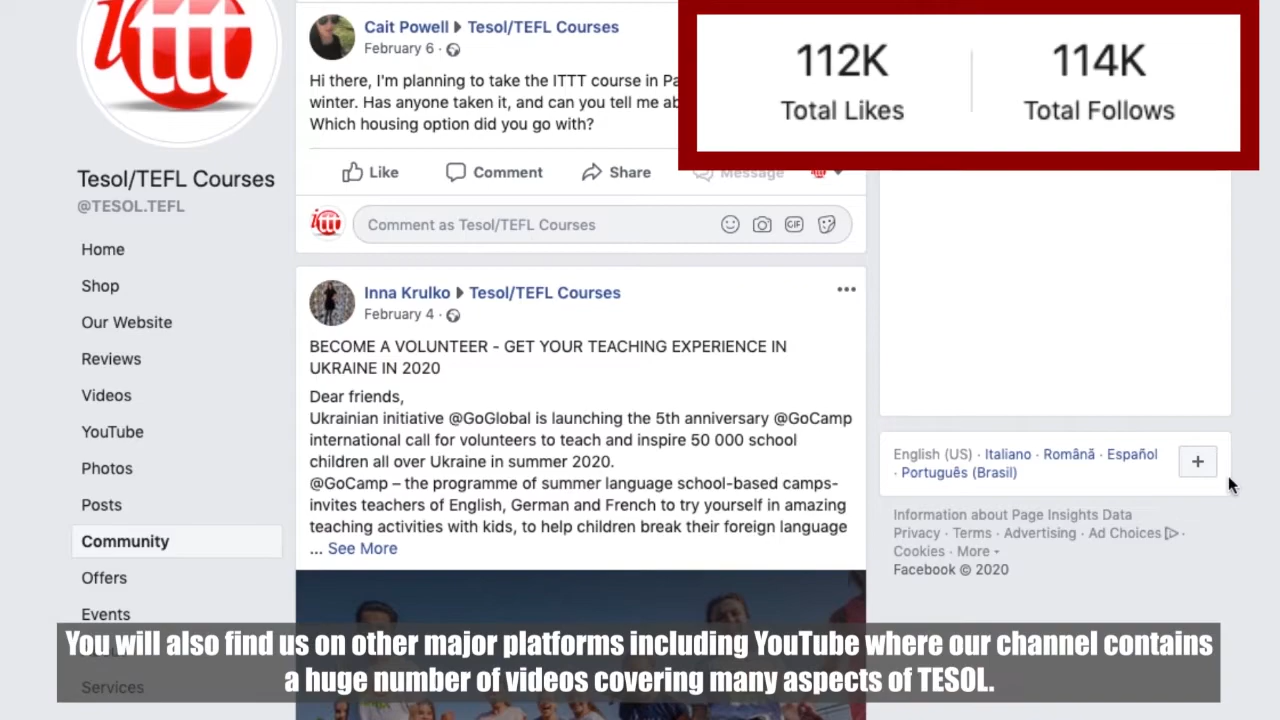 ittt
Tesol/TEFL Courses
@TESOL.TEFL
Home
Shop
Our Website
Reviews
Videos
YouTube
Photos
Posts
Community
Offers
Events
Services
Cait Powell Tesol/TEFL Courses
February 6 ·
Hi there, I'm planning to take the ITTT course in
winter. Has anyone taken it, and can you tell me
Which housing option did you go with?
Like Comment Share Message
ittt Comment as Tesol/TEFL Courses GIF
Inna Krulko Tesol/TEFL Courses
February 4 ·
BECOME A VOLUNTEER - GET YOUR TEACHING EXPERIENCE IN
UKRAINE IN 2020
Dear friends,
Ukrainian initiative @GoGlobal is launching the 5th anniversary @GoCamp
international call for volunteers to teach and inspire 50 000 school
children all over Ukraine in summer 2020.
@GoCamp – the programme of summer language school-based camps-
invites teachers of English, German and French to try yourself in amazing
teaching activities with kids, to help children break their foreign language
... See More
112K 114K
Total Likes Total Follows
English (US) · Italiano · Română · Español
· Português (Brasil)
+
Information about Page Insights Data
Privacy · Terms · Advertising · Ad Choices ·
Cookies · More
Facebook © 2020
You will also find us on other major platforms including YouTube where our channel contains
a huge number of videos covering many aspects of TESOL.